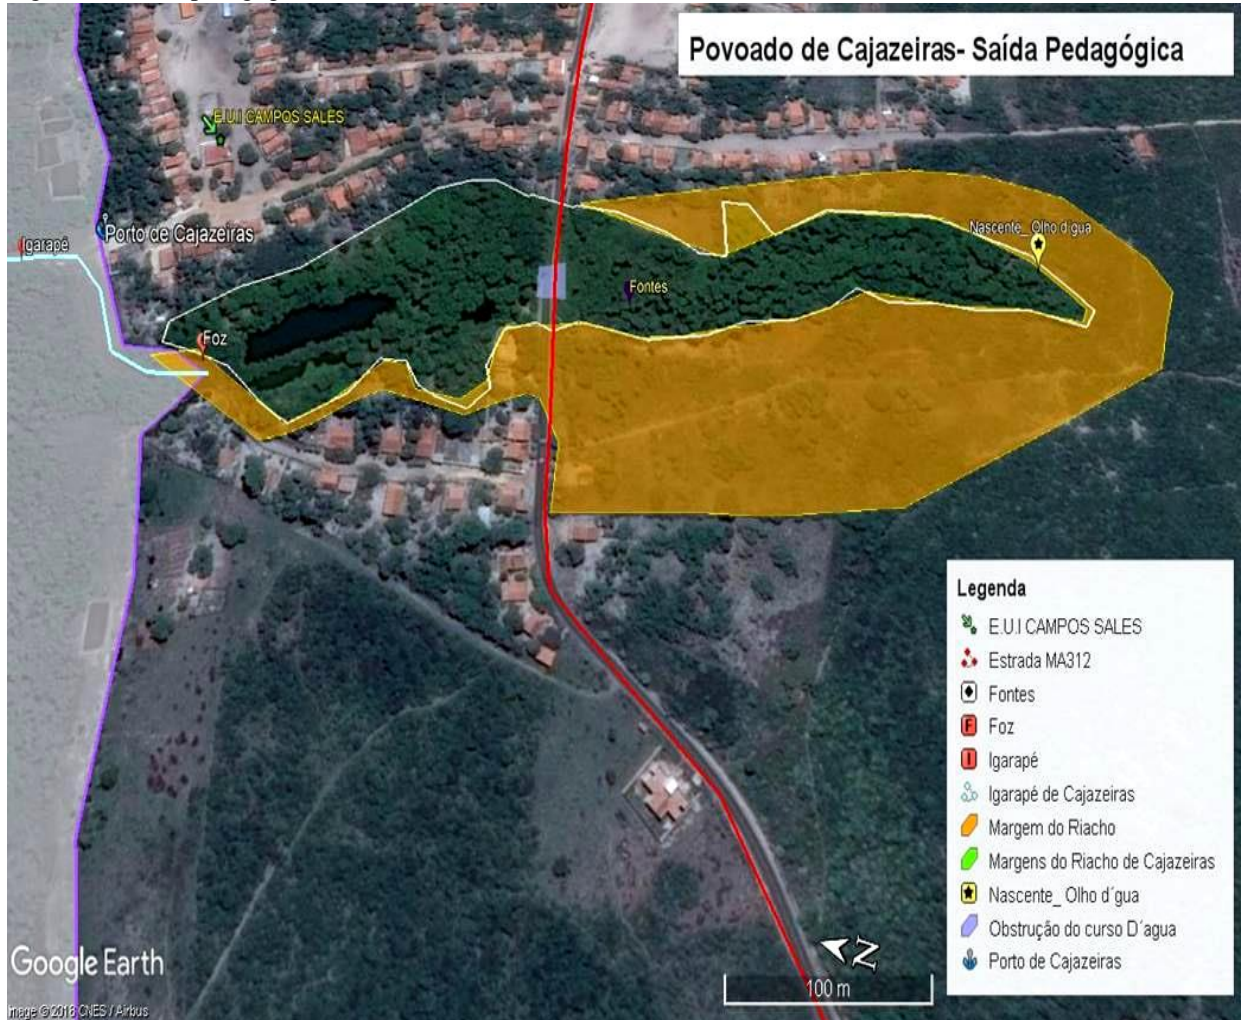 Povoado de Cajazeiras- Saída Pedagógica
E.U.I CAMPOS SALES
Igarapé
Porto de Cajazeiras
Nascente_ Olho d´gua
Fontes
Foz
Legenda
E.U.I CAMPOS SALES
Estrada MA312
Fontes
F Foz
I Igarapé
Igarapé de Cajazeiras
Margem do Riacho
Margens do Riacho de Cajazeiras
Nascente_ Olho d´gua
Obstrução do curso D´agua
Porto de Cajazeiras
N
100 m
Google Earth
Image © 2018 CNES / Airbus